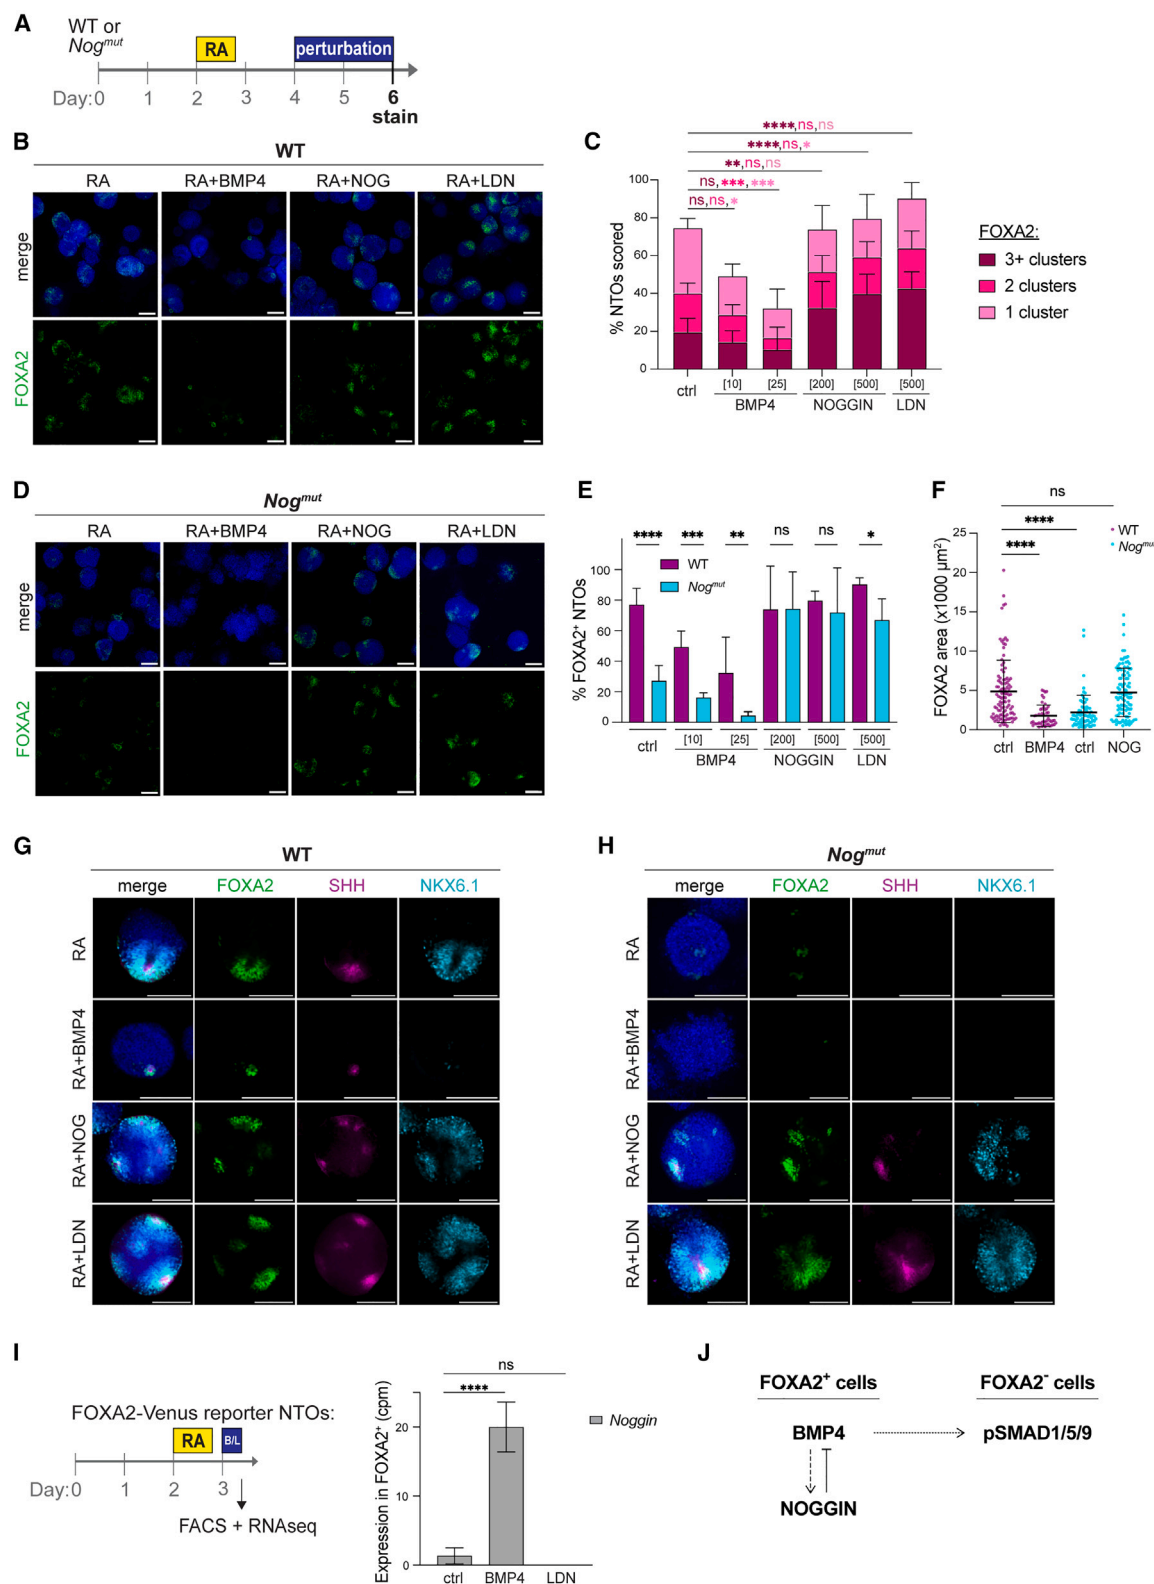 A
WT or
Nog^mut
RA
perturbation
Day:0 1 2 3 4 5 6
stain
B
WT
RA RA+BMP4 RA+NOG RA+LDN
merge
FOXA2
C
****,ns,ns
****,ns,*
**,ns,ns
ns,***,***
ns,ns,*
% NTOs scored
100
80
60
40
20
0
ctrl [10] [25] [200] [500] [500]
BMP4 NOGGIN LDN
FOXA2:
3+ clusters
2 clusters
1 cluster
D
Nog^mut
RA RA+BMP4 RA+NOG RA+LDN
merge
FOXA2
E
**** *** ** ns ns *
WT
Nog^mut
% FOXA2+ NTOs
100
80
60
40
20
0
ctrl [10] [25] [200] [500] [500]
BMP4 NOGGIN LDN
F
ns
****
****
WT
Nog^mu
FOXA2 area (x1000 µm²)
25
20
15
10
5
0
ctrl BMP4 ctrl NOG
G
WT
merge FOXA2 SHH NKX6.1
RA
RA+BMP4
RA+NOG
RA+LDN
H
Nog^mut
merge FOXA2 SHH NKX6.1
RA
RA+BMP4
RA+NOG
RA+LDN
I
FOXA2-Venus reporter NTOs:
RA B/L
Day:0 1 2 3
FACS + RNAseq
ns
****
Noggin
Expression in FOXA2+ (cpm)
20
10
0
ctrl BMP4 LDN
J
FOXA2+ cells FOXA2- cells
BMP4 pSMAD1/5/9
NOGGIN